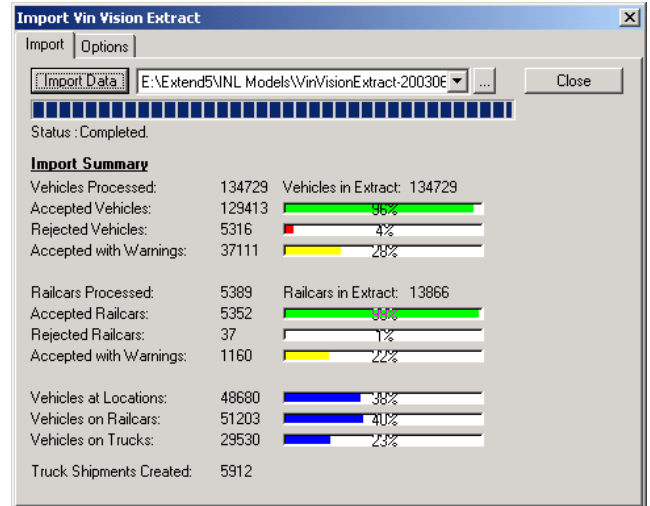 Import Vin Vision Extract
Import Options
Import Data E:\Extend5\INL Models\VinVisionExtract-200306 ... Close
Status : Completed.
Import Summary
Vehicles Processed: 134729 Vehicles in Extract: 134729
Accepted Vehicles: 129413 96%
Rejected Vehicles: 5316 4%
Accepted with Warnings: 37111 28%
Railcars Processed: 5389 Railcars in Extract: 13866
Accepted Railcars: 5352 99%
Rejected Railcars: 37 1%
Accepted with Warnings: 1160 22%
Vehicles at Locations: 48680 38%
Vehicles on Railcars: 51203 40%
Vehicles on Trucks: 29530 23%
Truck Shipments Created: 5912